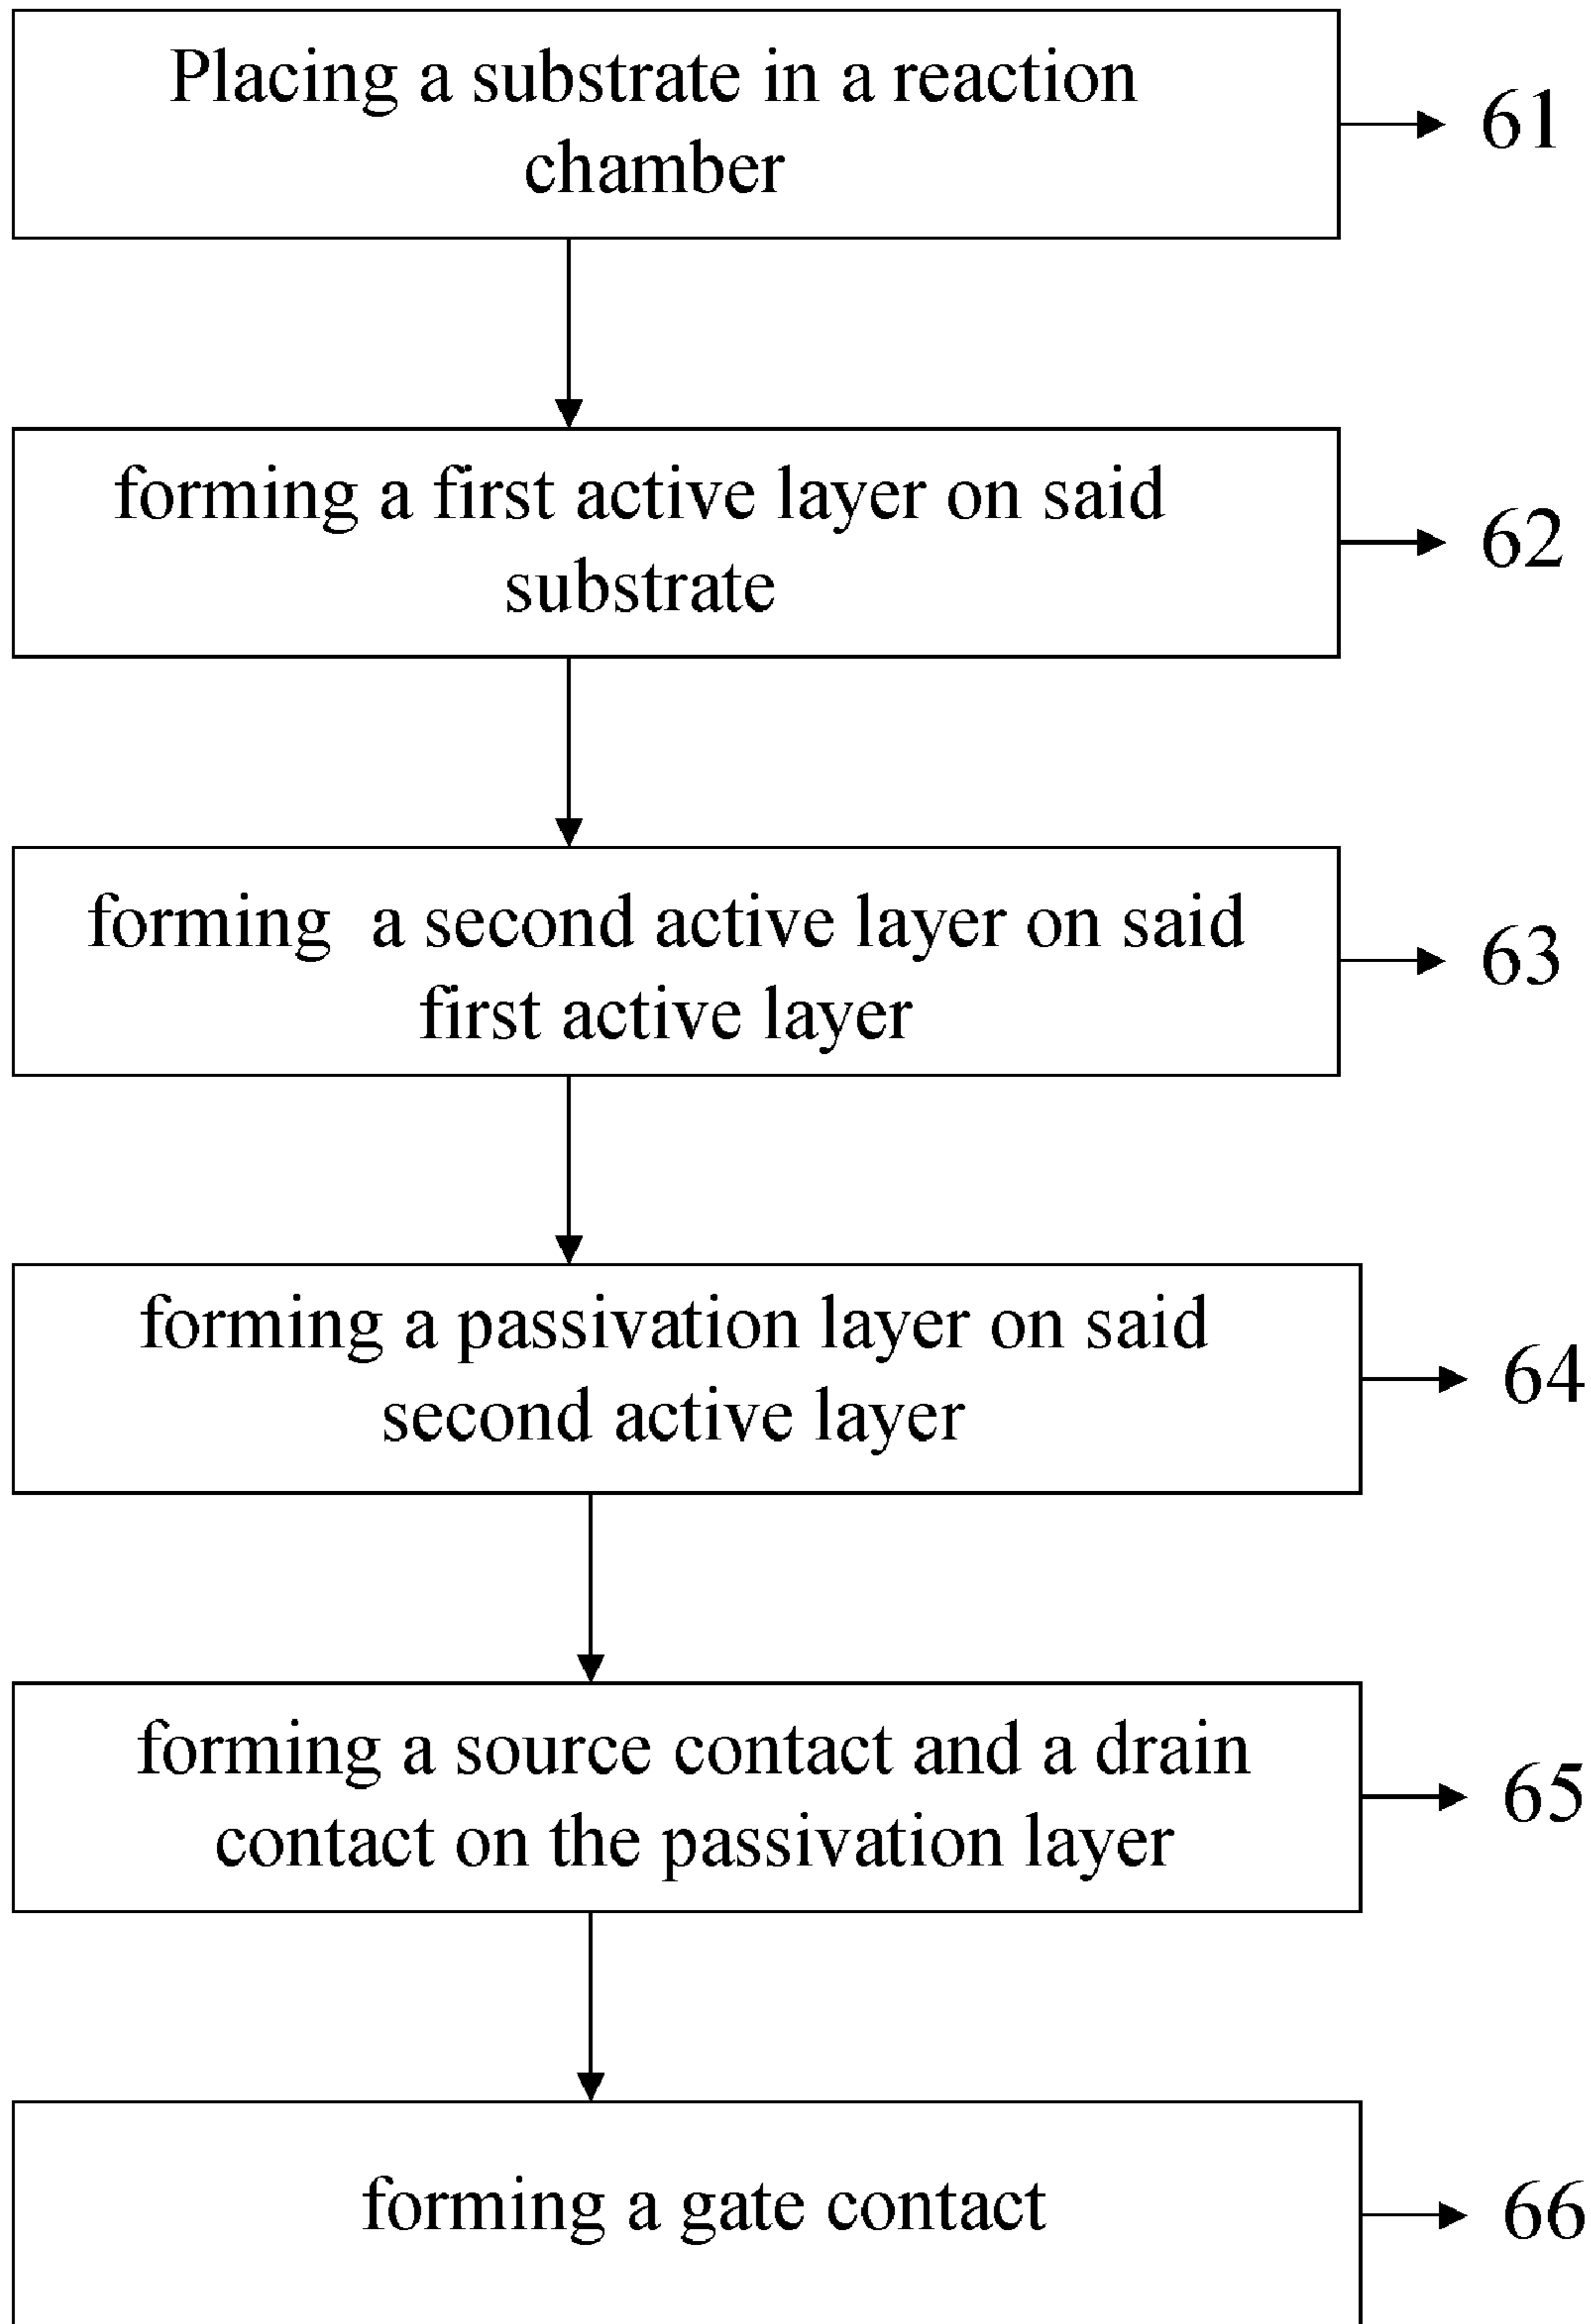 Placing a substrate in a reaction
chamber
61
forming a first active layer on said
substrate
62
forming a second active layer on said
first active layer
63
forming a passivation layer on said
second active layer
64
forming a source contact and a drain
contact on the passivation layer
65
forming a gate contact
66